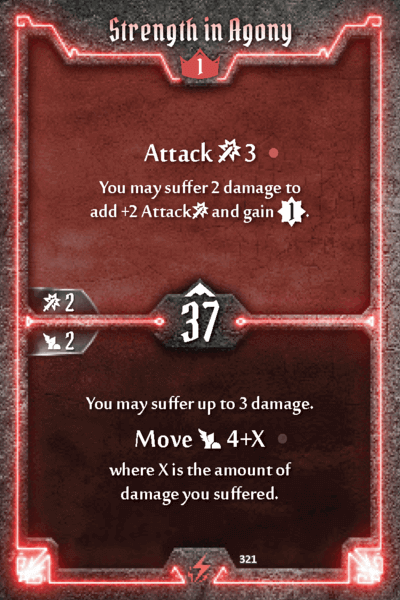 Strength in Agony
1
Attack 3
You may suffer 2 damage to
add +2 Attack and gain 1.
2
37
2
You may suffer up to 3 damage.
Move 4+X
where X is the amount of
damage you suffered.
321